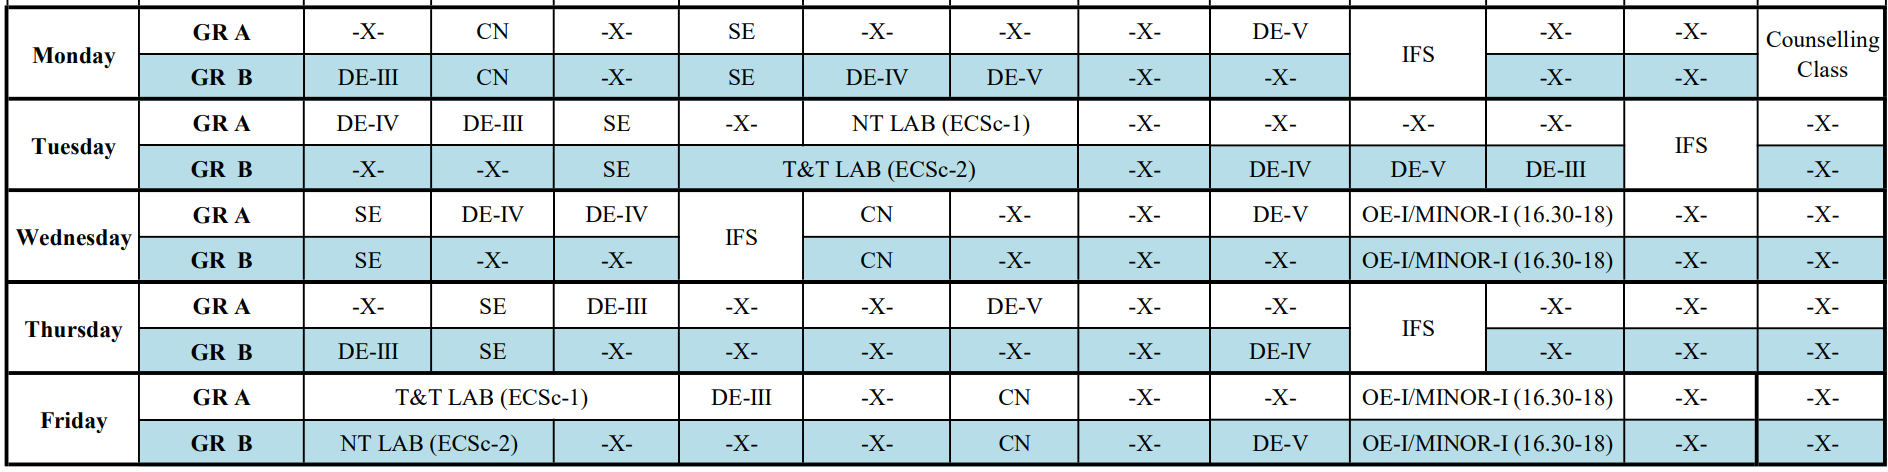 Monday GR A -X- CN -X- SE -X- -X- -X- DE-V IFS -X- -X- Counselling Class
GR B DE-III CN -X- SE DE-IV DE-V -X- -X- -X- -X-
Tuesday GR A DE-IV DE-III SE -X- NT LAB (ECSc-1) -X- -X- -X- -X- IFS -X-
GR B -X- -X- SE T&T LAB (ECSc-2) -X- DE-IV DE-V DE-III -X-
Wednesday GR A SE DE-IV DE-IV IFS CN -X- -X- DE-V OE-I/MINOR-I (16.30-18) -X- -X-
GR B SE -X- -X- CN -X- -X- -X- OE-I/MINOR-I (16.30-18) -X- -X-
Thursday GR A -X- SE DE-III -X- -X- DE-V -X- -X- IFS -X- -X- -X-
GR B DE-III SE -X- -X- -X- -X- -X- DE-IV -X- -X- -X-
Friday GR A T&T LAB (ECSc-1) DE-III -X- CN -X- -X- OE-I/MINOR-I (16.30-18) -X- -X-
GR B NT LAB (ECSc-2) -X- -X- -X- CN -X- DE-V OE-I/MINOR-I (16.30-18) -X- -X-